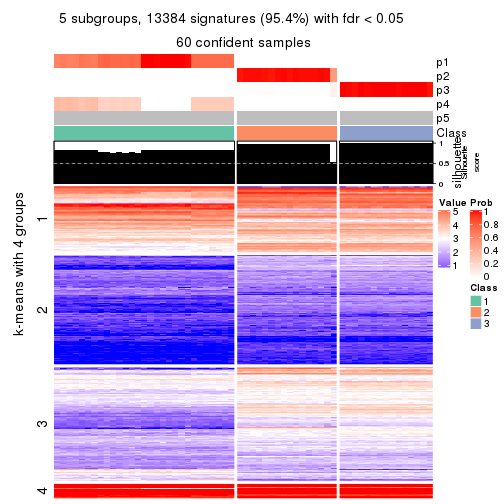 5 subgroups, 13384 signatures (95.4%) with fdr < 0.05
60 confident samples
p1
p2
p3
p4
p5
Class
1
0.5
0
silhouette
Silhouette
score
k-means with 4 groups
1
2
3
4
Value
5
4
3
2
1
Prob
1
0.8
0.6
0.4
0.2
0
Class
1
2
3